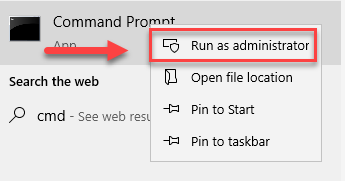 Command Prompt
App
Run as administrator
Open file location
Search the web
Pin to Start
cmd - See web resu
Pin to taskbar